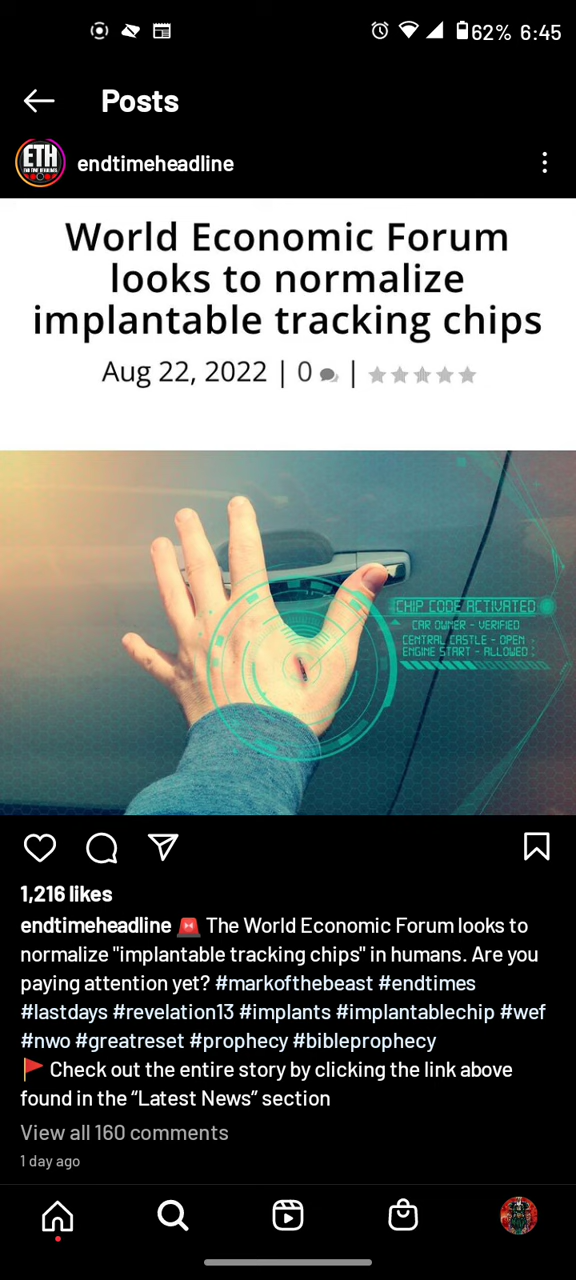 62% 6:45
Posts
ETH
endtimeheadline
World Economic Forum
looks to normalize
implantable tracking chips
Aug 22, 2022 | 0 |
CHIP CODE ACTIVATED
CAR OWNER - VERIFIED
CENTRAL CASTLE - OPEN
ENGINE START - ALLOWED
1,216 likes
endtimeheadline 🚨 The World Economic Forum looks to
normalize "implantable tracking chips" in humans. Are you
paying attention yet? #markofthebeast #endtimes
#lastdays #revelation13 #implants #implantablechip #wef
#nwo #greatreset #prophecy #bibleprophecy
🚩 Check out the entire story by clicking the link above
found in the “Latest News” section
View all 160 comments
1 day ago